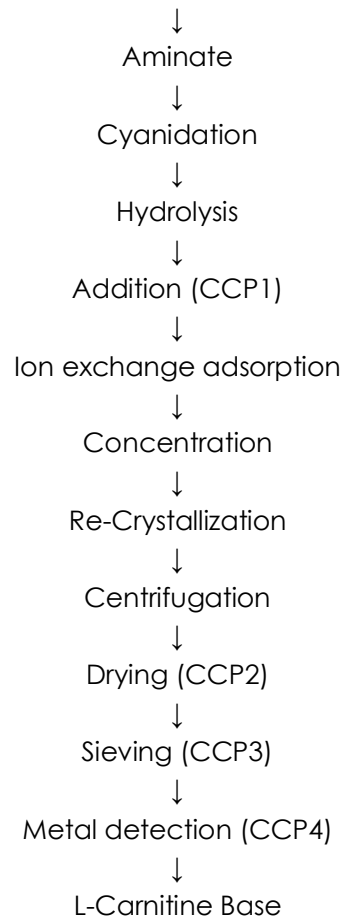 ↓
Aminate
↓
Cyanidation
↓
Hydrolysis
↓
Addition (CCP1)
↓
Ion exchange adsorption
↓
Concentration
↓
Re-Crystallization
↓
Centrifugation
↓
Drying (CCP2)
↓
Sieving (CCP3)
↓
Metal detection (CCP4)
↓
L-Carnitine Base